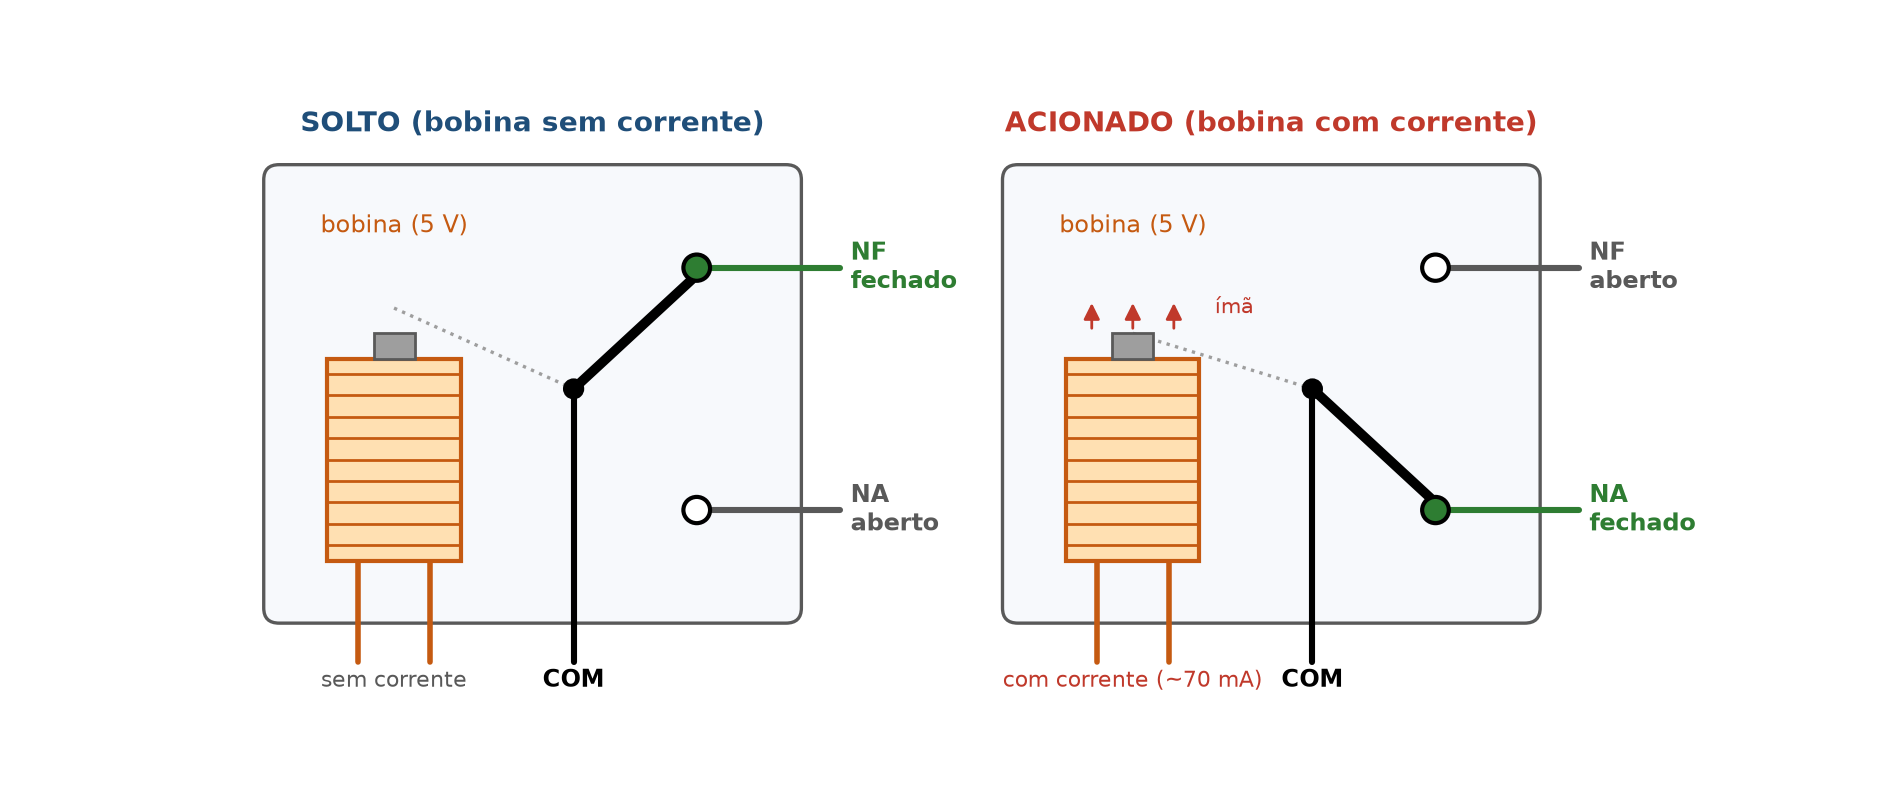 SOLTO (bobina sem corrente)
bobina (5 V)
NF
fechado
NA
aberto
sem corrente
COM
ACIONADO (bobina com corrente)
bobina (5 V)
ímã
NF
aberto
NA
fechado
com corrente (~70 mA)
COM